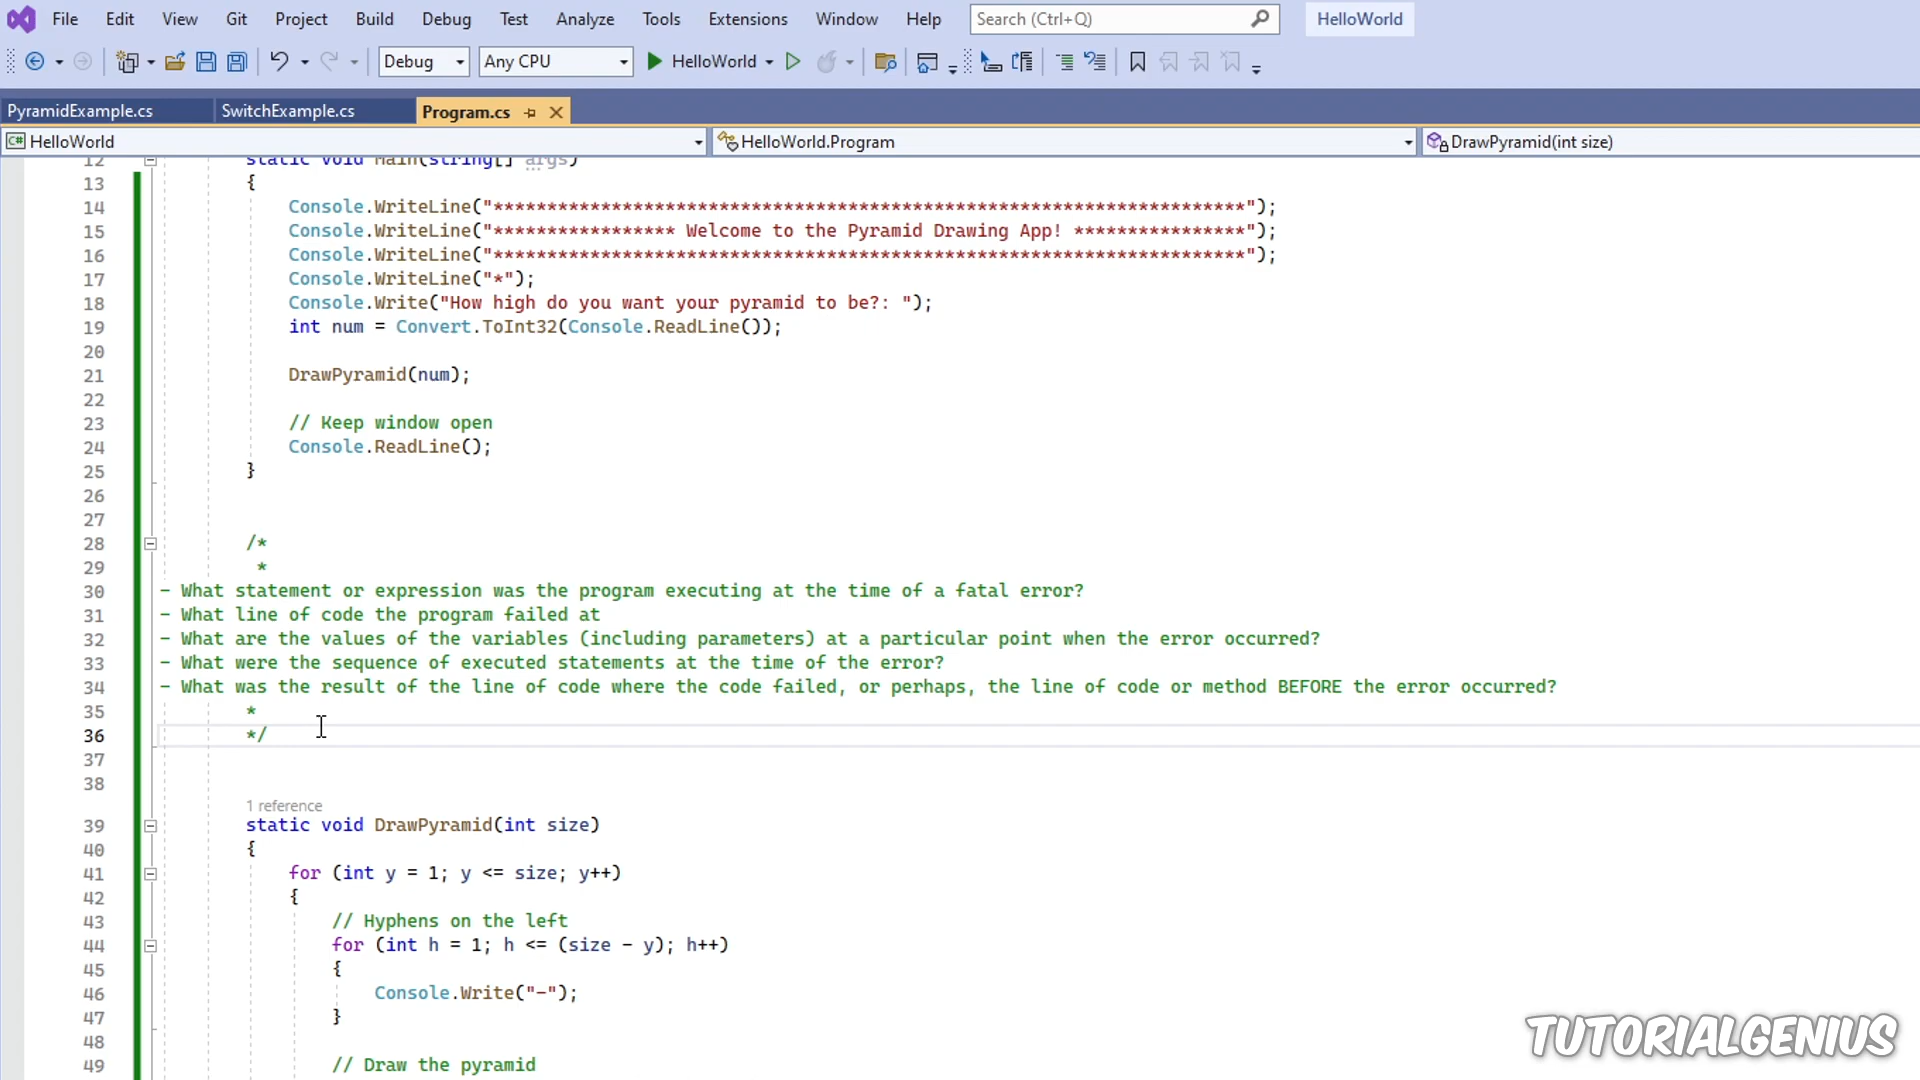 File Edit View Git Project Build Debug Test Analyze Tools Extensions Window Help Search (Ctrl+Q) HelloWorld
Debug Any CPU HelloWorld
PyramidExample.cs SwitchExample.cs Program.cs
C# HelloWorld HelloWorld.Program DrawPyramid(int size)
12 static void Main(string[] args)
13 {
14 Console.WriteLine("**********************************************************************");
15 Console.WriteLine("***************** Welcome to the Pyramid Drawing App! ****************");
16 Console.WriteLine("**********************************************************************");
17 Console.WriteLine("*");
18 Console.Write("How high do you want your pyramid to be?: ");
19 int num = Convert.ToInt32(Console.ReadLine());
20
21 DrawPyramid(num);
22
23 // Keep window open
24 Console.ReadLine();
25 }
26
27
28 /*
29 *
30 - What statement or expression was the program executing at the time of a fatal error?
31 - What line of code the program failed at
32 - What are the values of the variables (including parameters) at a particular point when the error occurred?
33 - What were the sequence of executed statements at the time of the error?
34 - What was the result of the line of code where the code failed, or perhaps, the line of code or method BEFORE the error occurred?
35 *
36 */
37
38
1 reference
39 static void DrawPyramid(int size)
40 {
41 for (int y = 1; y <= size; y++)
42 {
43 // Hyphens on the left
44 for (int h = 1; h <= (size - y); h++)
45 {
46 Console.Write("-");
47 }
48
49 // Draw the pyramid
TUTORIALGENIUS